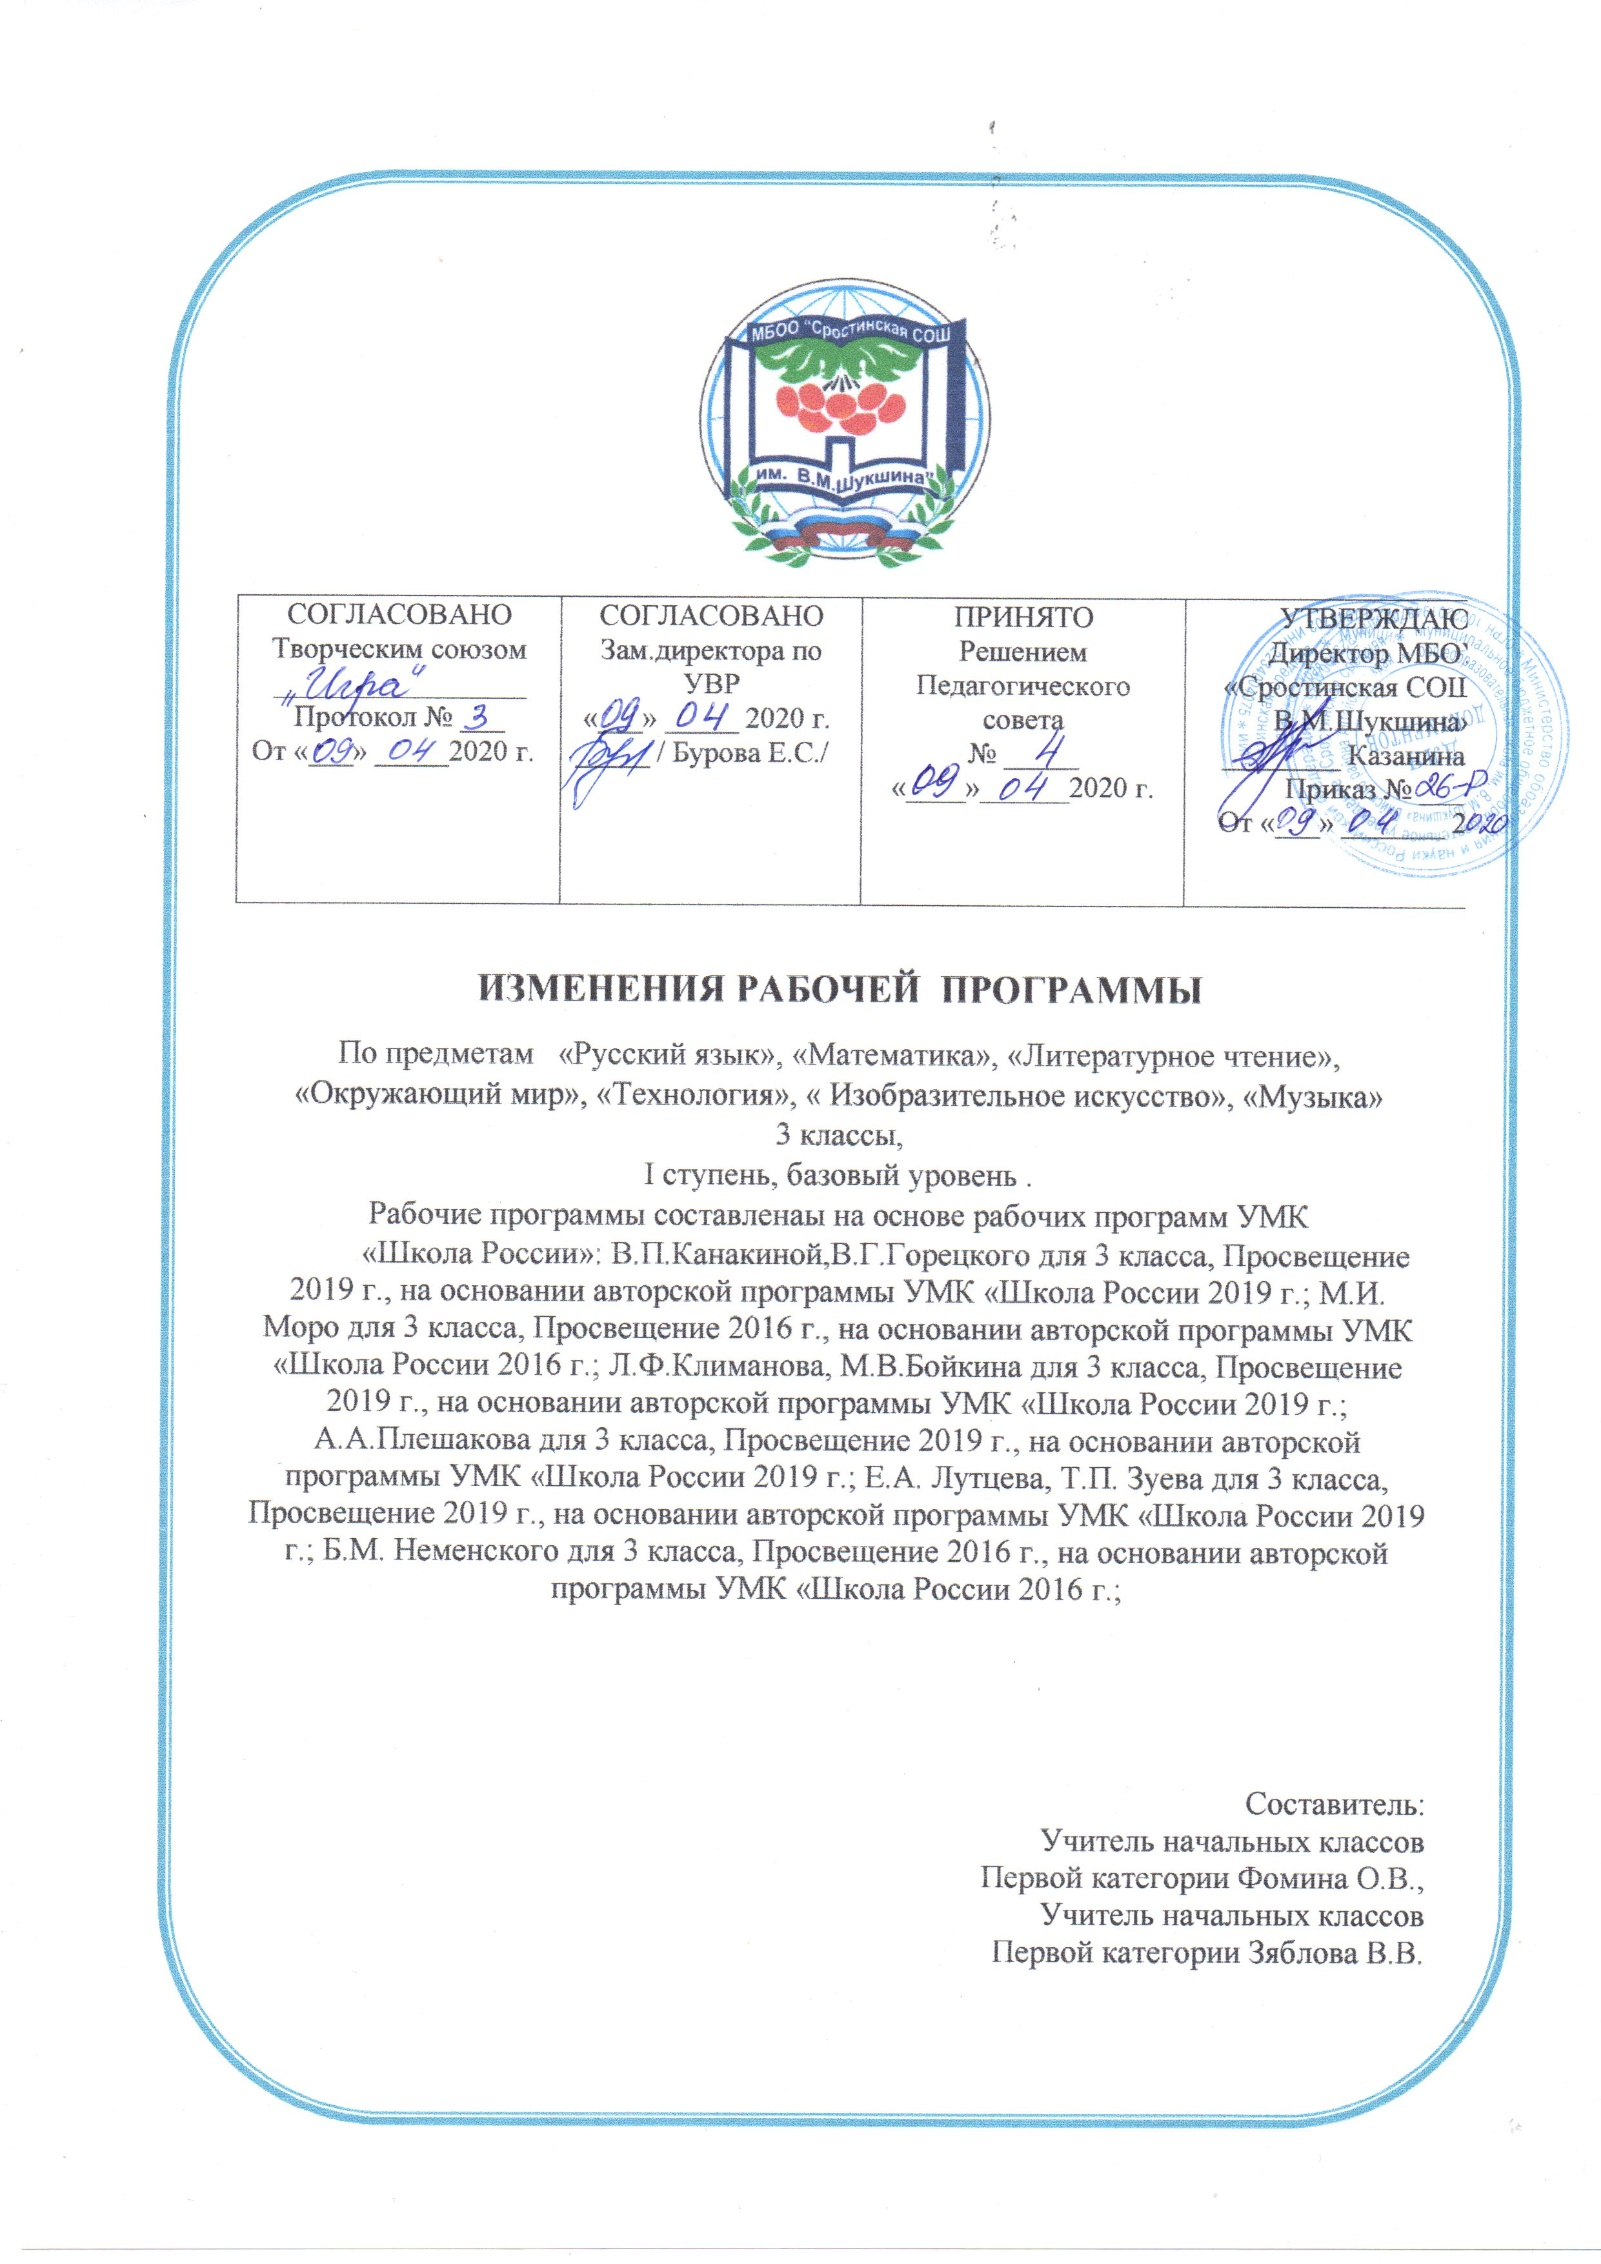 МБОО "Сростинская СОШ
им. В.М.Шукшина"
СОГЛАСОВАНО
Творческим союзом
„Игра"
Протокол № 3
От «09» 04 2020 г.
СОГЛАСОВАНО
Зам.директора по
УВР
«09» 04 2020 г.
/ Бурова Е.С./
ПРИНЯТО
Решением
Педагогического
совета
№ 4
«09» 04 2020 г.
УТВЕРЖДАЮ
Директор МБО
«Сростинская СОШ
В.М.Шукшина»
Казанина
Приказ № 26-р
От «09» 04 2020
ИЗМЕНЕНИЯ РАБОЧЕЙ ПРОГРАММЫ
По предметам «Русский язык», «Математика», «Литературное чтение»,
«Окружающий мир», «Технология», « Изобразительное искусство», «Музыка»
3 классы,
I ступень, базовый уровень .
Рабочие программы составленаы на основе рабочих программ УМК
«Школа России»: В.П.Канакиной,В.Г.Горецкого для 3 класса, Просвещение
2019 г., на основании авторской программы УМК «Школа России 2019 г.; М.И.
Моро для 3 класса, Просвещение 2016 г., на основании авторской программы УМК
«Школа России 2016 г.; Л.Ф.Климанова, М.В.Бойкина для 3 класса, Просвещение
2019 г., на основании авторской программы УМК «Школа России 2019 г.;
А.А.Плешакова для 3 класса, Просвещение 2019 г., на основании авторской
программы УМК «Школа России 2019 г.; Е.А. Лутцева, Т.П. Зуева для 3 класса,
Просвещение 2019 г., на основании авторской программы УМК «Школа России 2019
г.; Б.М. Неменского для 3 класса, Просвещение 2016 г., на основании авторской
программы УМК «Школа России 2016 г.;
Составитель:
Учитель начальных классов
Первой категории Фомина О.В.,
Учитель начальных классов
Первой категории Зяблова В.В.